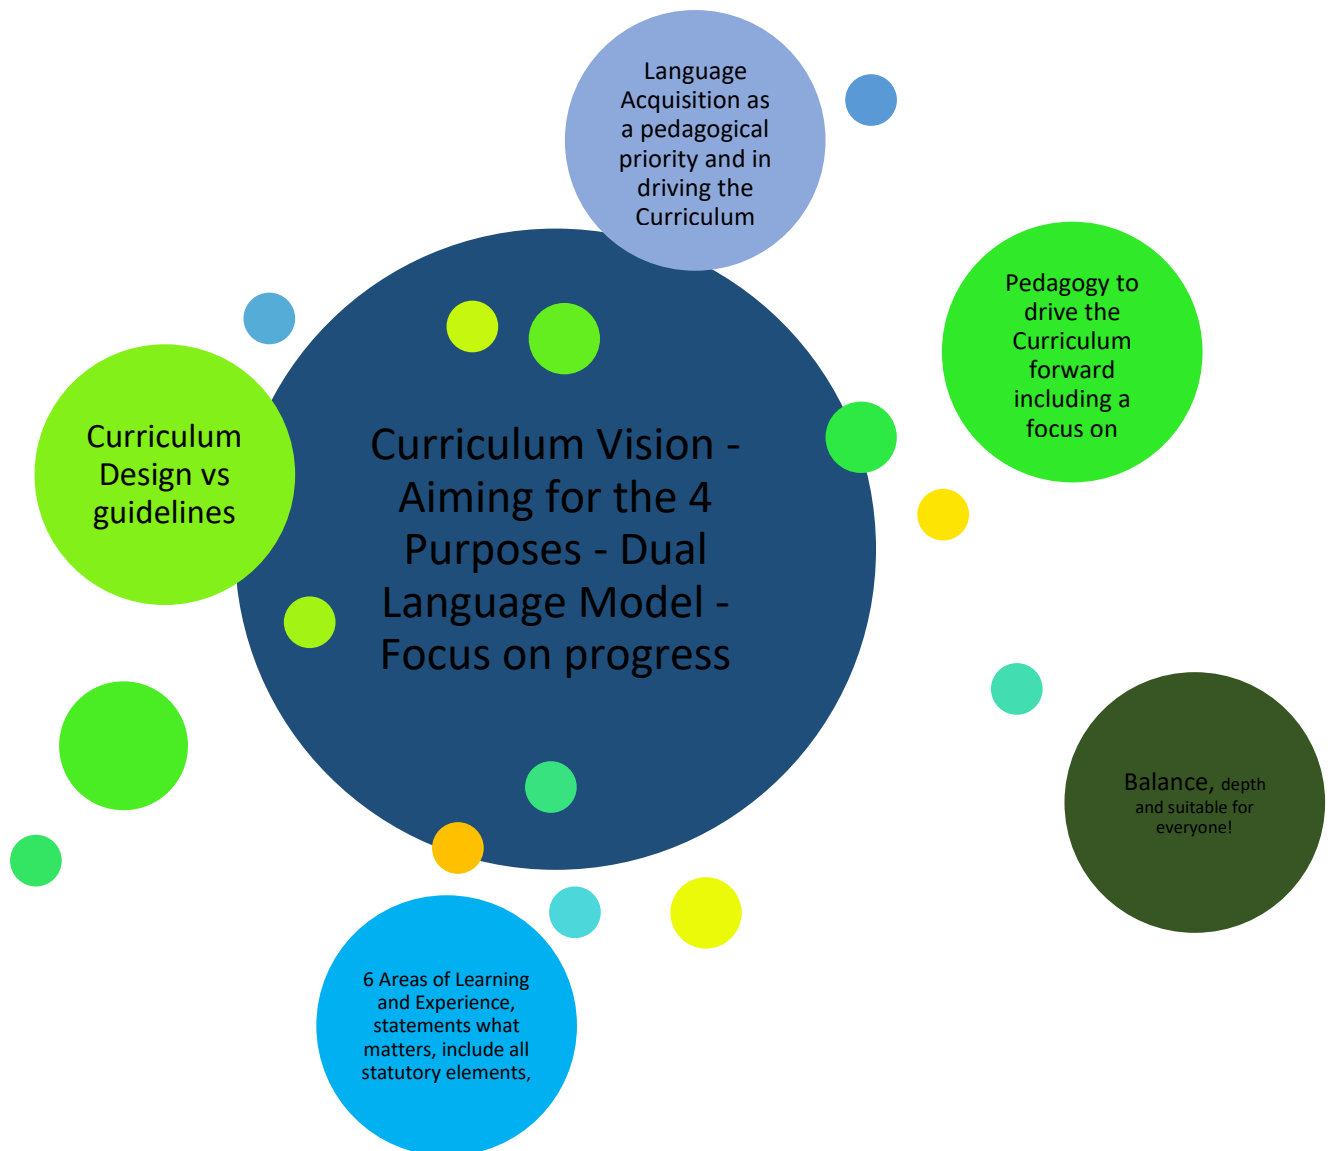 Language
Acquisition as
a pedagogical
priority and in
driving the
Curriculum
Pedagogy to
drive the
Curriculum
forward
including a
focus on
Curriculum
Design vs
guidelines
Curriculum Vision -
Aiming for the 4
Purposes - Dual
Language Model -
Focus on progress
Balance, depth
and suitable for
everyone!
6 Areas of Learning
and Experience,
statements what
matters, include all
statutory elements,